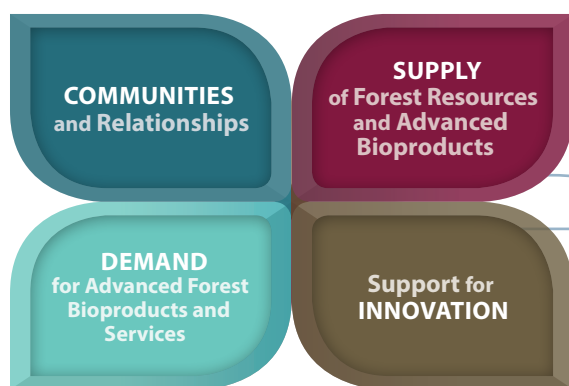 COMMUNITIES
and Relationships
SUPPLY
of Forest Resources
and Advanced
Bioproducts
DEMAND
for Advanced Forest
Bioproducts and
Services
Support for
INNOVATION